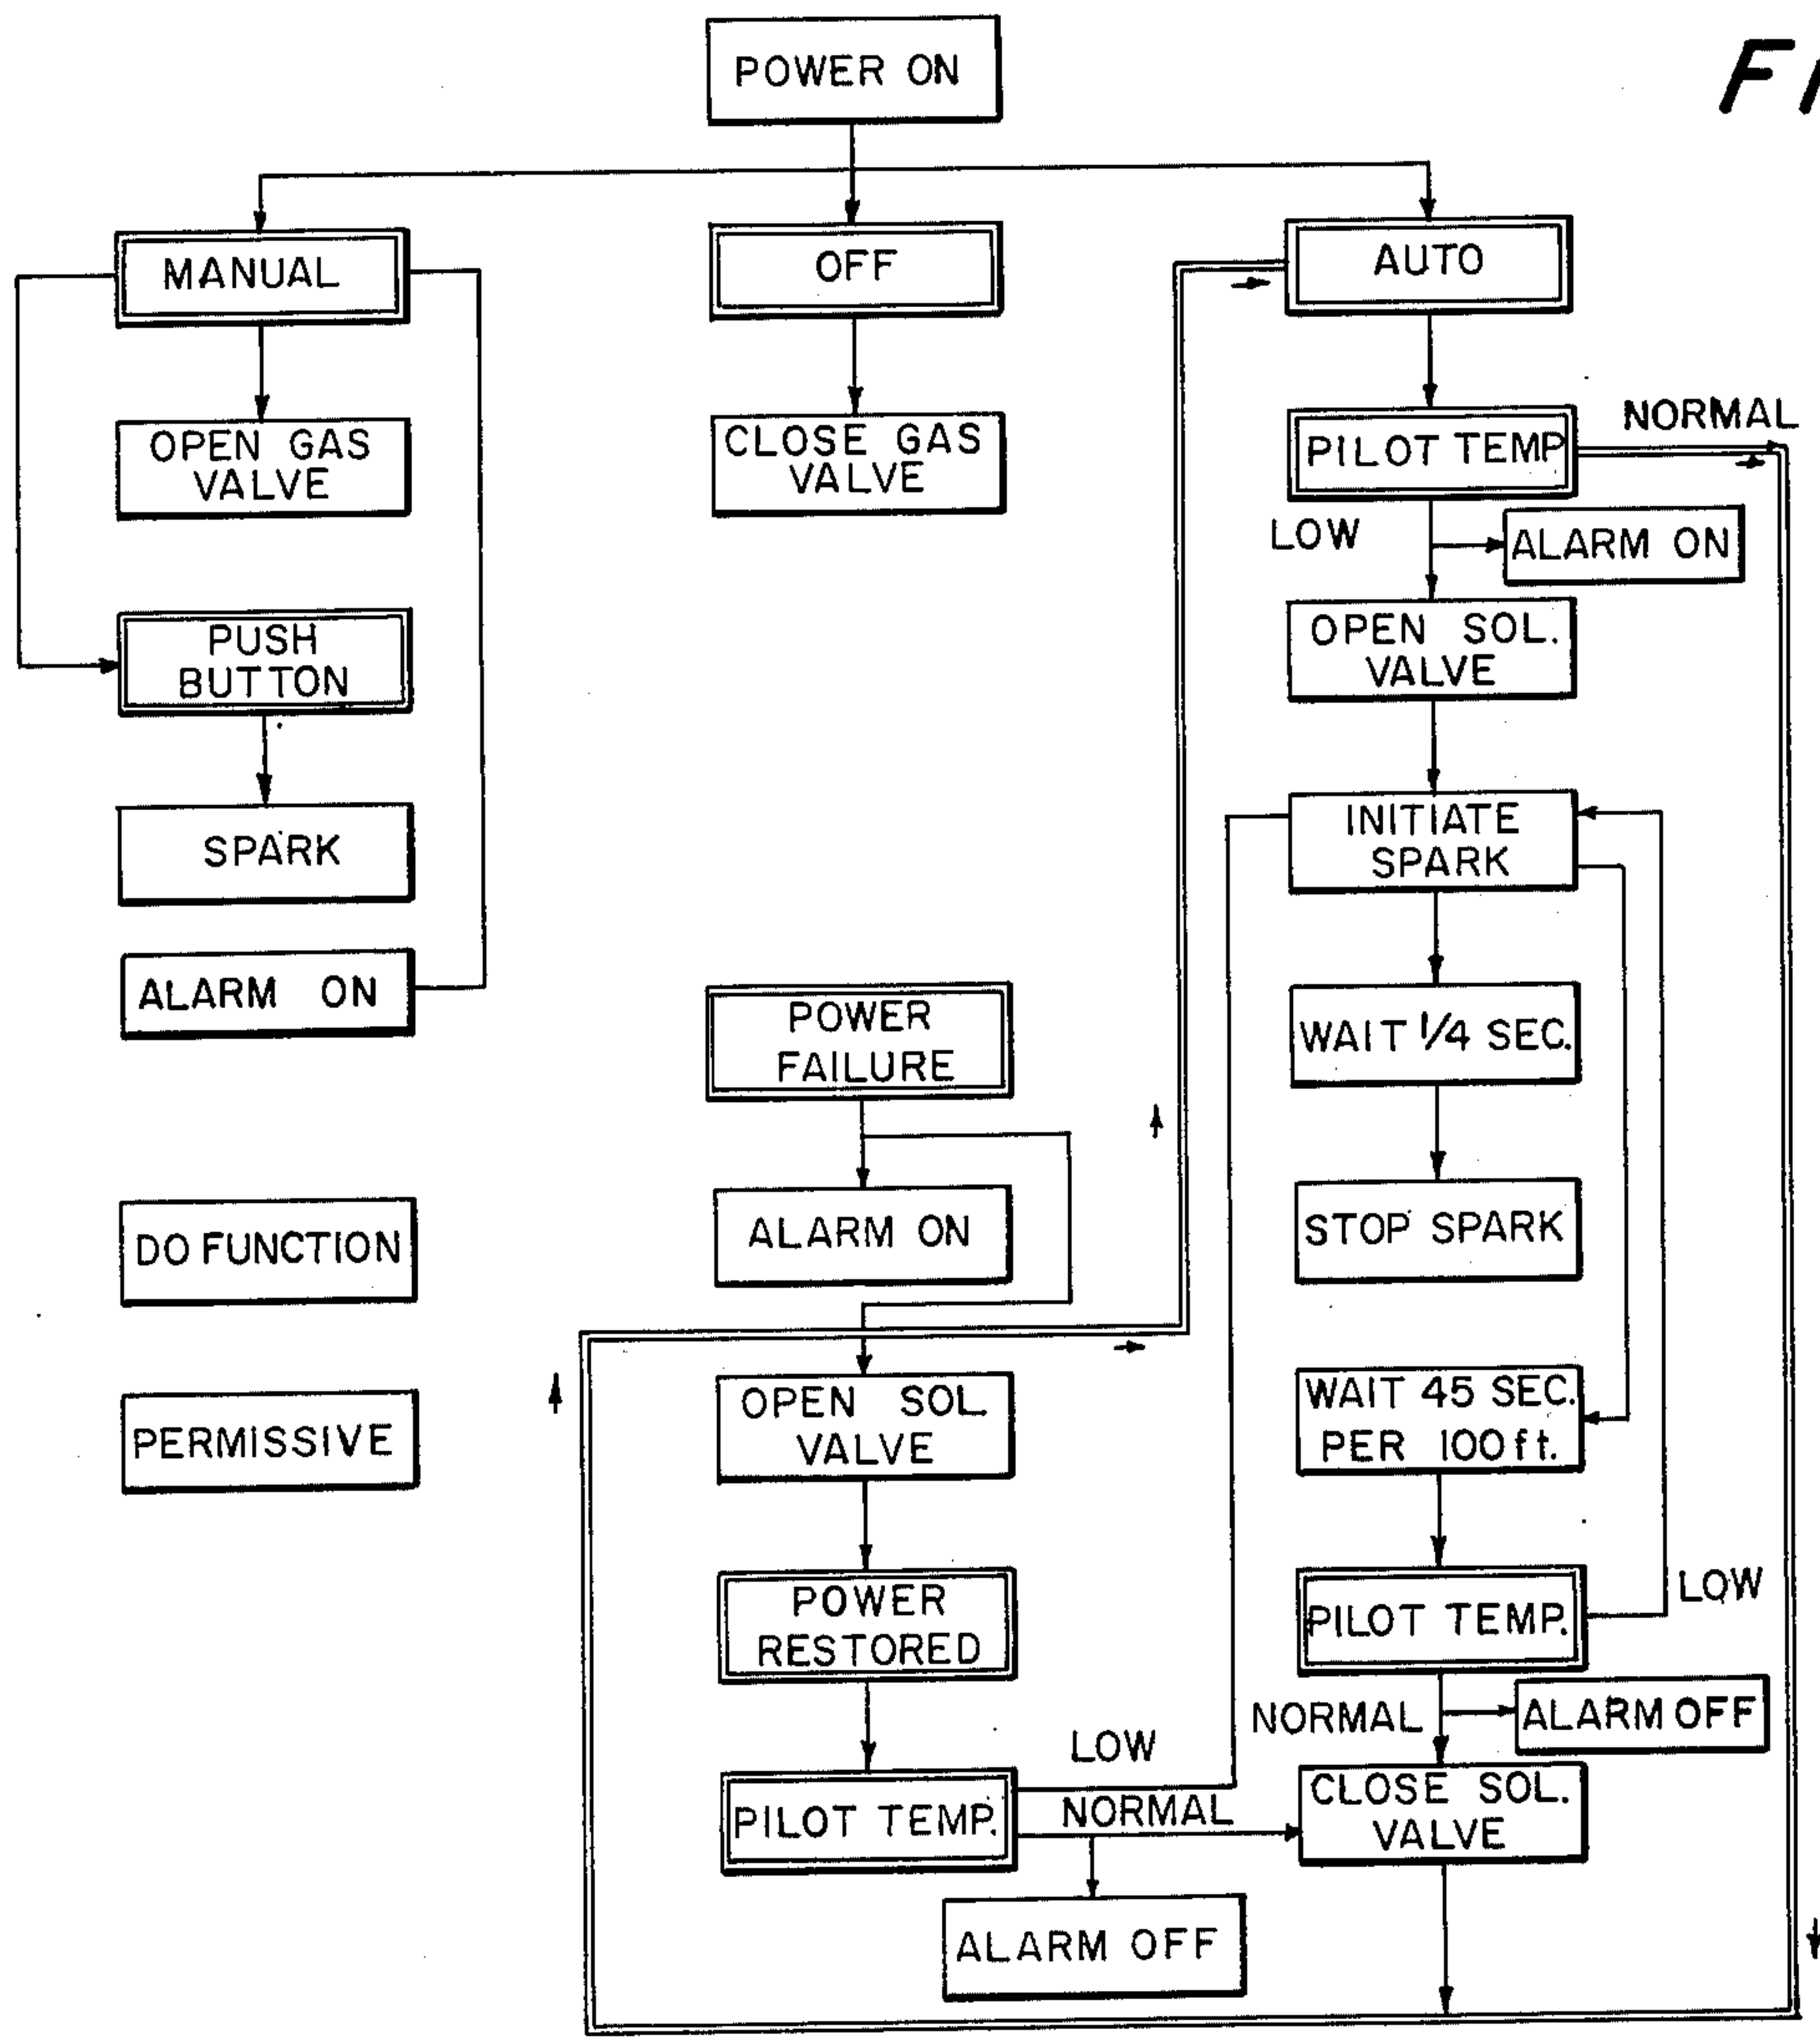 POWER ON
FI
MANUAL
OFF
AUTO
OPEN GAS
VALVE
CLOSE GAS
VALVE
PILOT TEMP
NORMAL
LOW
ALARM ON
PUSH
BUTTON
OPEN SOL.
VALVE
SPARK
INITIATE
SPARK
ALARM ON
POWER
FAILURE
WAIT 1/4 SEC.
ALARM ON
STOP SPARK
DO FUNCTION
PERMISSIVE
OPEN SOL.
VALVE
WAIT 45 SEC.
PER 100 ft.
POWER
RESTORED
PILOT TEMP.
LOW
NORMAL
ALARM OFF
LOW
PILOT TEMP.
NORMAL
CLOSE SOL.
VALVE
ALARM OFF